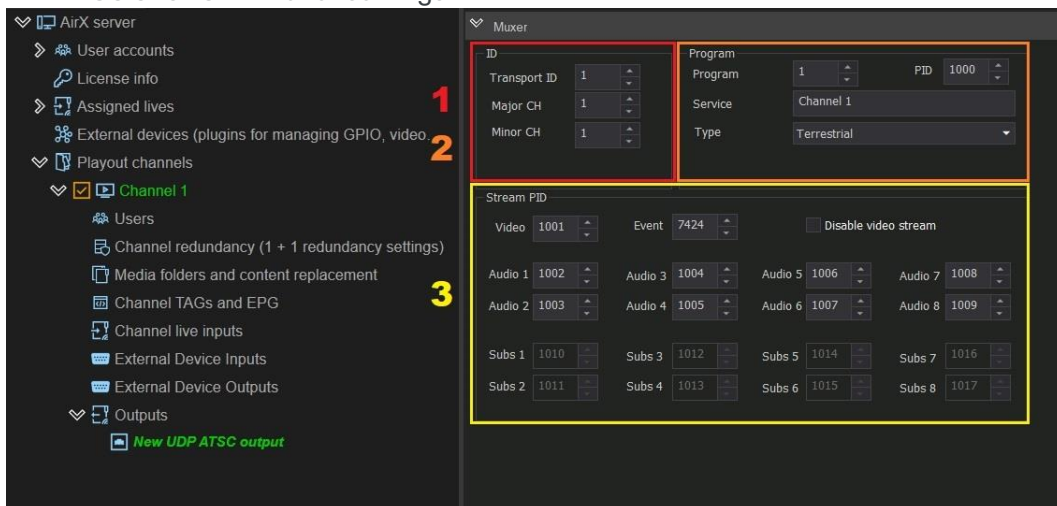 AirX server
User accounts
License info
Assigned lives
External devices (plugins for managing GPIO, video.
Playout channels
Channel 1
Users
Channel redundancy (1 + 1 redundancy settings)
Media folders and content replacement
Channel TAGs and EPG
Channel live inputs
External Device Inputs
External Device Outputs
Outputs
New UDP ATSC output
1
2
3
Muxer
ID
Transport ID 1
Major CH 1
Minor CH 1
Program
Program 1 PID 1000
Service Channel 1
Type Terrestrial
Stream PID
Video 1001 Event 7424 Disable video stream
Audio 1 1002 Audio 3 1004 Audio 5 1006 Audio 7 1008
Audio 2 1003 Audio 4 1005 Audio 6 1007 Audio 8 1009
Subs 1 1010 Subs 3 1012 Subs 5 1014 Subs 7 1016
Subs 2 1011 Subs 4 1013 Subs 6 1015 Subs 8 1017